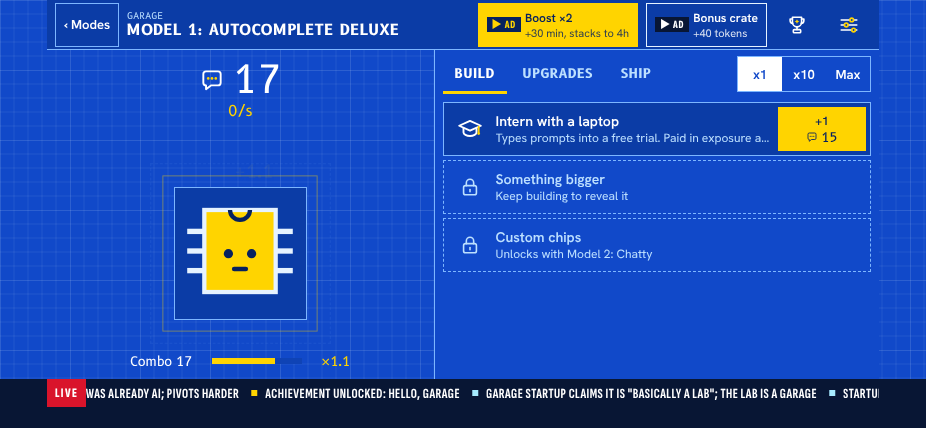 ‹ Modes
GARAGE
MODEL 1: AUTOCOMPLETE DELUXE
AD
Boost ×2
+30 min, stacks to 4h
AD
Bonus crate
+40 tokens
17
0/s
Combo 17
×1.1
BUILD
UPGRADES
SHIP
x1
x10
Max
Intern with a laptop
Types prompts into a free trial. Paid in exposure a…
+1
15
Something bigger
Keep building to reveal it
Custom chips
Unlocks with Model 2: Chatty
LIVE
WAS ALREADY AI; PIVOTS HARDER
ACHIEVEMENT UNLOCKED: HELLO, GARAGE
GARAGE STARTUP CLAIMS IT IS "BASICALLY A LAB"; THE LAB IS A GARAGE